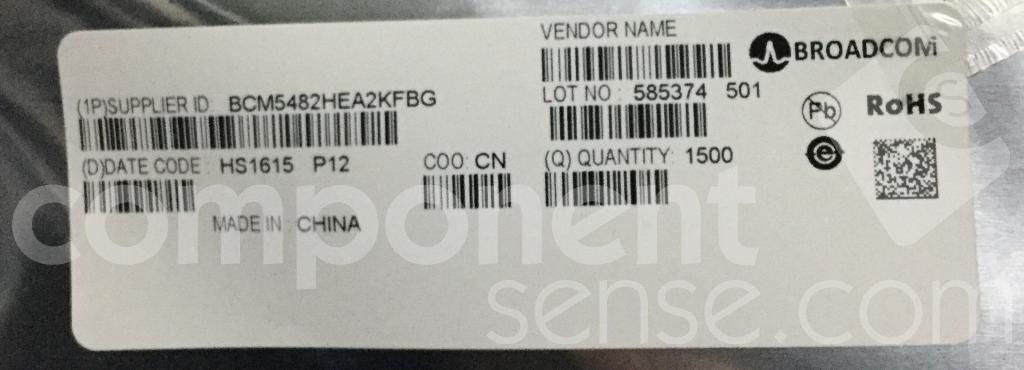 VENDOR NAME
BROADCOM
(1P)SUPPLIER ID: BCM5482HEA2KFBG
LOT NO : 585374 501
Pb RoHS
(D)DATE CODE : HS1615 P12
COO: CN
(Q) QUANTITY: 1500
e
MADE IN : CHINA
component
sense.com
cs